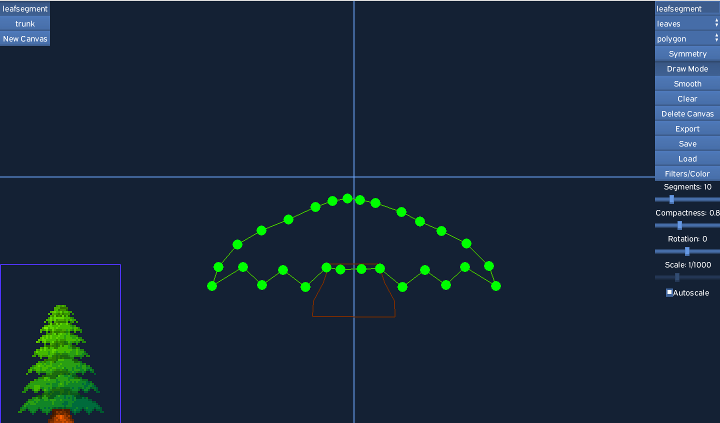 leafsegment
trunk
New Canvas
leafsegment
leaves
polygon
Symmetry
Draw Mode
Smooth
Clear
Delete Canvas
Export
Save
Load
Filters/Color
Segments: 10
Compactness: 0.8
Rotation: 0
Scale: 1/1000
Autoscale